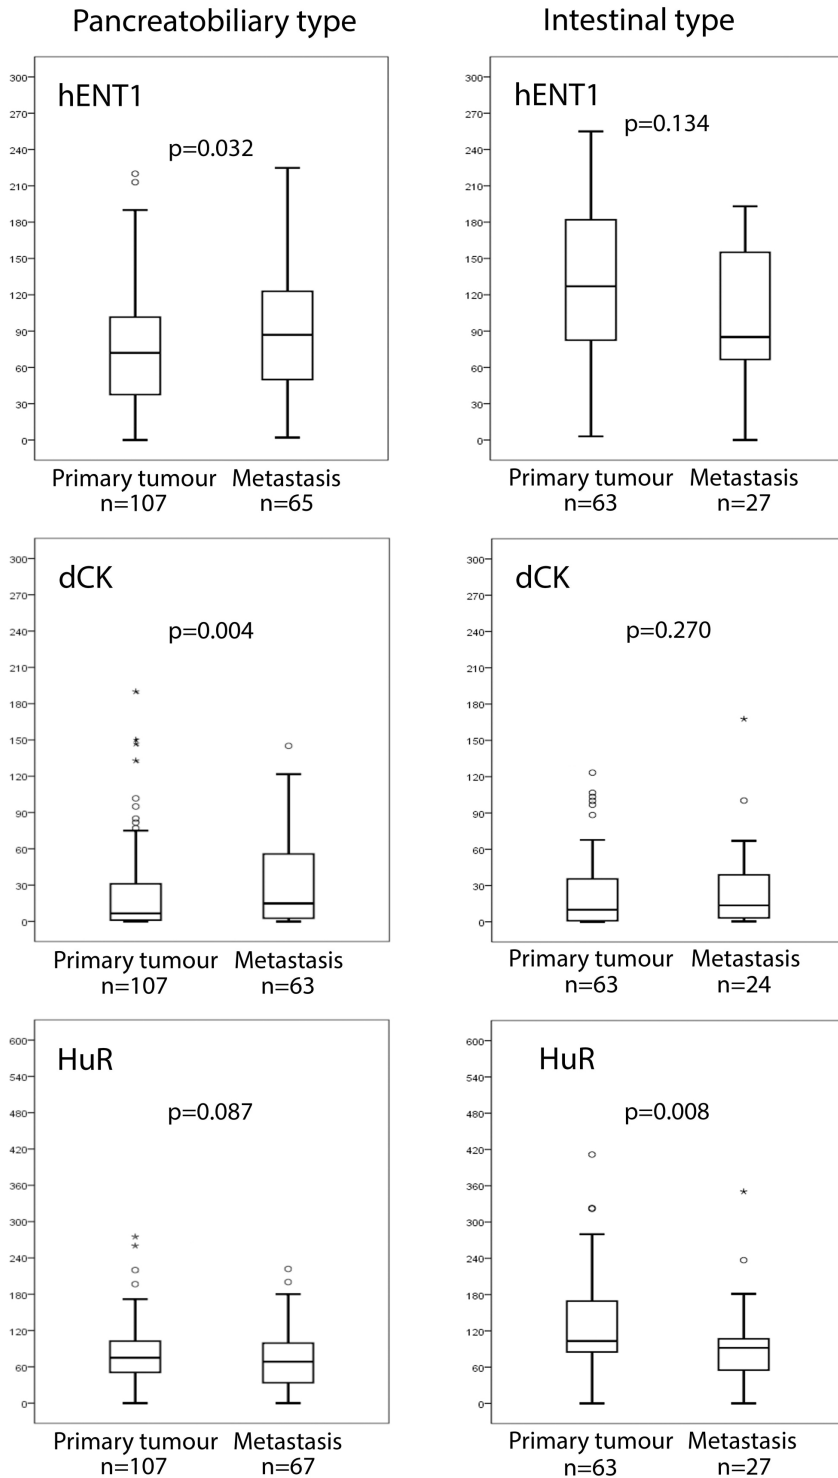 Pancreatobiliary type
Intestinal type
hENT1
p=0.032
300
270
240
210
180
150
120
90
60
30
0
Primary tumour Metastasis
n=107 n=65
hENT1
p=0.134
300
270
240
210
180
150
120
90
60
30
0
Primary tumour Metastasis
n=63 n=27
dCK
p=0.004
300
270
240
210
180
150
120
90
60
30
0
Primary tumour Metastasis
n=107 n=63
dCK
p=0.270
300
270
240
210
180
150
120
90
60
30
0
Primary tumour Metastasis
n=63 n=24
HuR
p=0.087
600
540
480
420
360
300
240
180
120
60
0
Primary tumour Metastasis
n=107 n=67
HuR
p=0.008
600
540
480
420
360
300
240
180
120
60
0
Primary tumour Metastasis
n=63 n=27